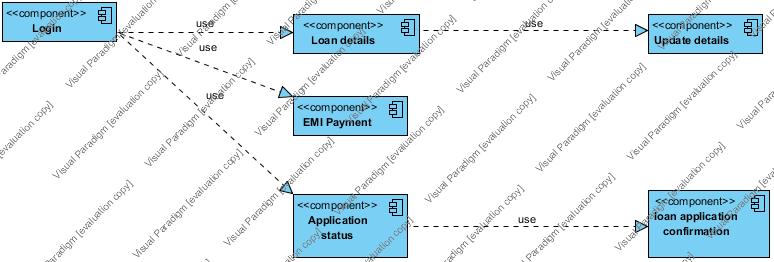 <<component>>
Login
use
<<component>>
Loan details
use
<<component>>
Update details
use
<<component>>
EMI Payment
use
<<component>>
Application
status
use
<<component>>
loan application
confirmation
Visual Paradigm [evaluation copy]